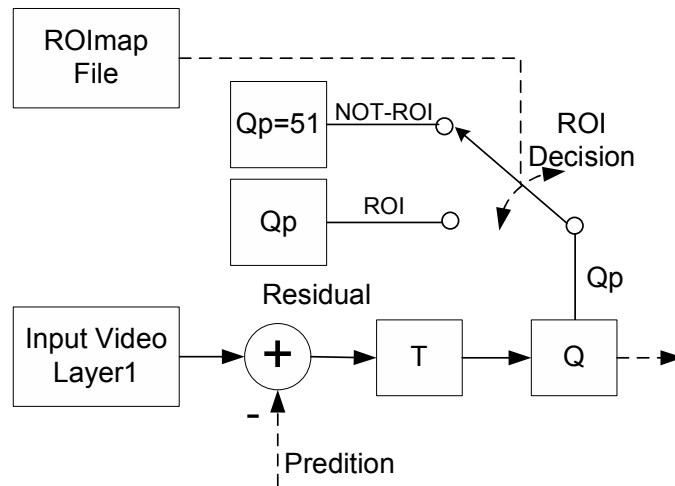 ROImap
File
Qp=51
NOT-ROI
ROI
Decision
Qp
ROI
Qp
Residual
Input Video
Layer1
+
T
Q
-
Predition